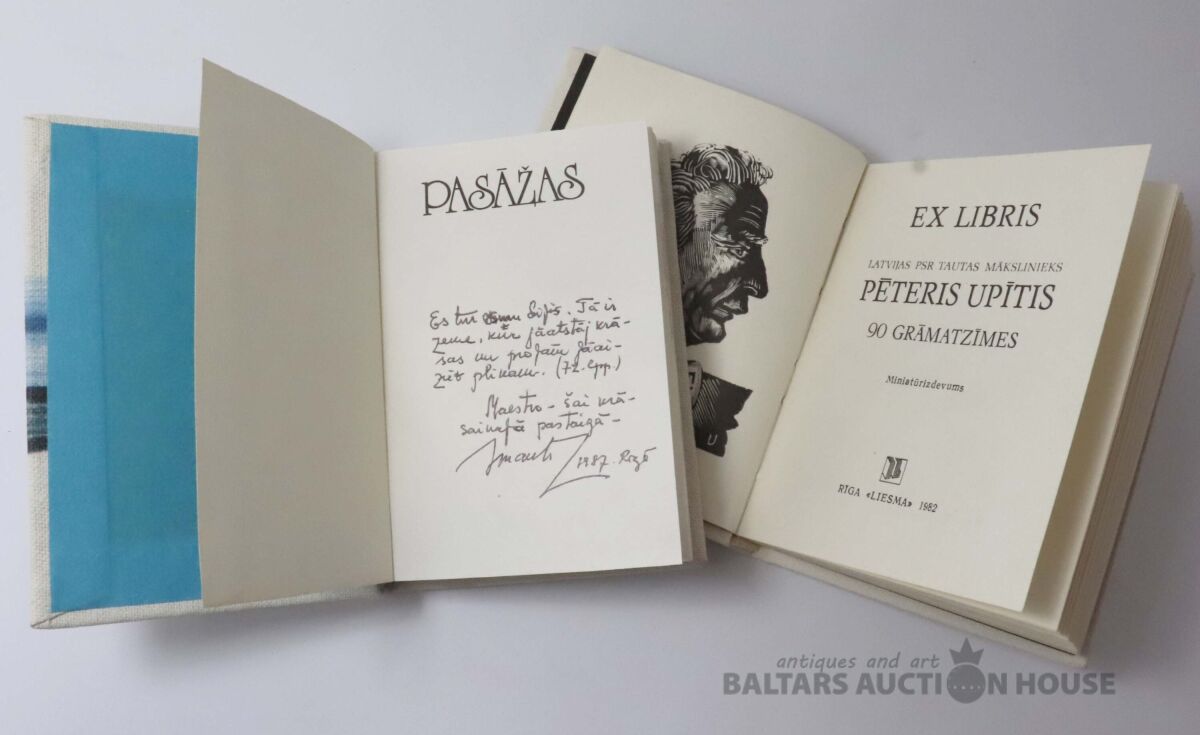 PASĀŽAS
Es tur
zeme, kur jāatstāj krā-
sas un projām jāai-
ziet plikam. (72. lpp.)
Maestro – šai krā-
sainajā pastaigā –
1987. Rīgā
EX LIBRIS
LATVIJAS PSR TAUTAS MĀKSLINIEKS
PĒTERIS UPĪTIS
90 GRĀMATZĪMES
Miniatūrizdevums
RĪGA «LIESMA» 1982
antiques and art
BALTARS AUCTION HOUSE